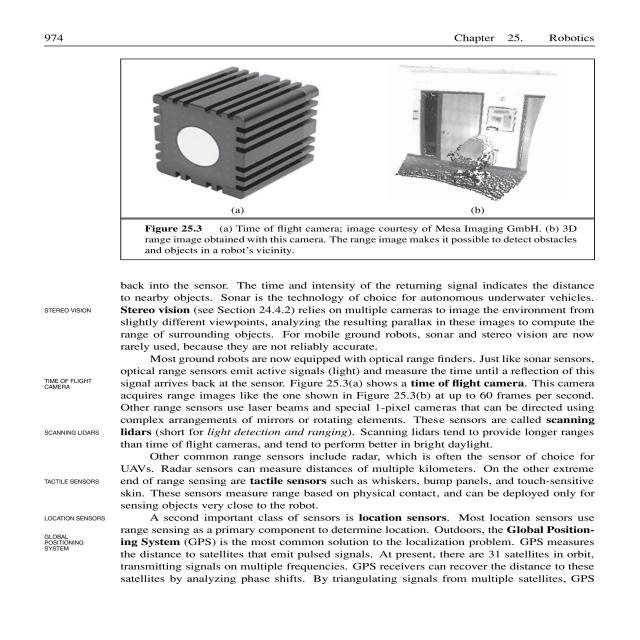 974 Chapter 25. Robotics
(a) (b)
Figure 25.3 (a) Time of flight camera; image courtesy of Mesa Imaging GmbH. (b) 3D
range image obtained with this camera. The range image makes it possible to detect obstacles
and objects in a robot's vicinity.
back into the sensor. The time and intensity of the returning signal indicates the distance
to nearby objects. Sonar is the technology of choice for autonomous underwater vehicles.
STEREO VISION Stereo vision (see Section 24.4.2) relies on multiple cameras to image the environment from
slightly different viewpoints, analyzing the resulting parallax in these images to compute the
range of surrounding objects. For mobile ground robots, sonar and stereo vision are now
rarely used, because they are not reliably accurate.
Most ground robots are now equipped with optical range finders. Just like sonar sensors,
optical range sensors emit active signals (light) and measure the time until a reflection of this
TIME OF FLIGHT
CAMERA
signal arrives back at the sensor. Figure 25.3(a) shows a time of flight camera. This camera
acquires range images like the one shown in Figure 25.3(b) at up to 60 frames per second.
Other range sensors use laser beams and special 1-pixel cameras that can be directed using
complex arrangements of mirrors or rotating elements. These sensors are called scanning
SCANNING LIDARS lidars (short for light detection and ranging). Scanning lidars tend to provide longer ranges
than time of flight cameras, and tend to perform better in bright daylight.
Other common range sensors include radar, which is often the sensor of choice for
UAVs. Radar sensors can measure distances of multiple kilometers. On the other extreme
TACTILE SENSORS end of range sensing are tactile sensors such as whiskers, bump panels, and touch-sensitive
skin. These sensors measure range based on physical contact, and can be deployed only for
sensing objects very close to the robot.
LOCATION SENSORS A second important class of sensors is location sensors. Most location sensors use
range sensing as a primary component to determine location. Outdoors, the Global Position-
GLOBAL
POSITIONING
SYSTEM
ing System (GPS) is the most common solution to the localization problem. GPS measures
the distance to satellites that emit pulsed signals. At present, there are 31 satellites in orbit,
transmitting signals on multiple frequencies. GPS receivers can recover the distance to these
satellites by analyzing phase shifts. By triangulating signals from multiple satellites, GPS